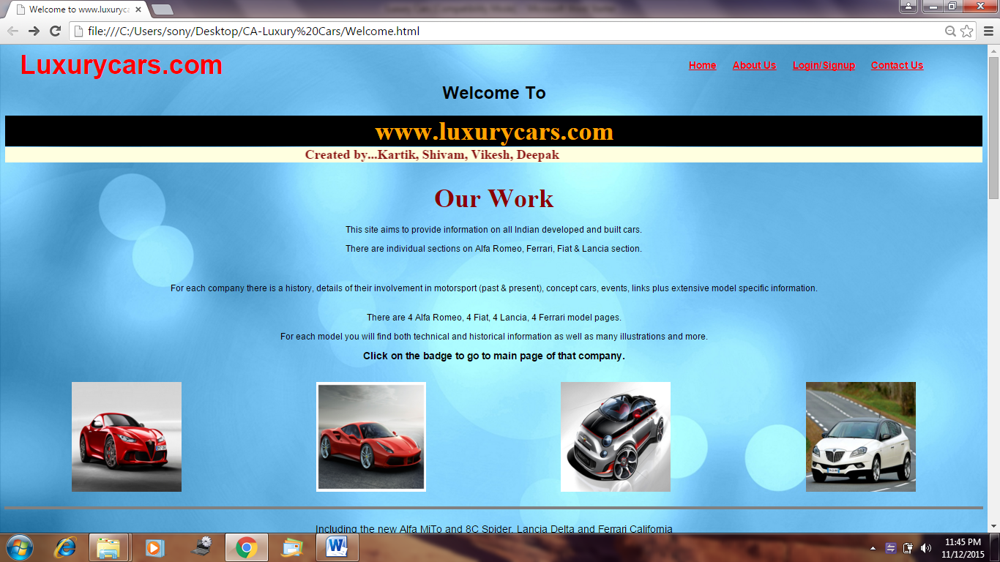 Welcome to www.luxuryca
file:///C:/Users/sony/Desktop/CA-Luxury%20Cars/Welcome.html
Luxurycars.com
Home About Us Login/Signup Contact Us
Welcome To
www.luxurycars.com
Created by...Kartik, Shivam, Vikesh, Deepak
Our Work
This site aims to provide information on all Indian developed and built cars.
There are individual sections on Alfa Romeo, Ferrari, Fiat & Lancia section.
For each company there is a history, details of their involvement in motorsport (past & present), concept cars, events, links plus extensive model specific information.
There are 4 Alfa Romeo, 4 Fiat, 4 Lancia, 4 Ferrari model pages.
For each model you will find both technical and historical information as well as many illustrations and more.
Click on the badge to go to main page of that company.
Including the new Alfa MiTo and 8C Spider, Lancia Delta and Ferrari California
11:45 PM
11/12/2015